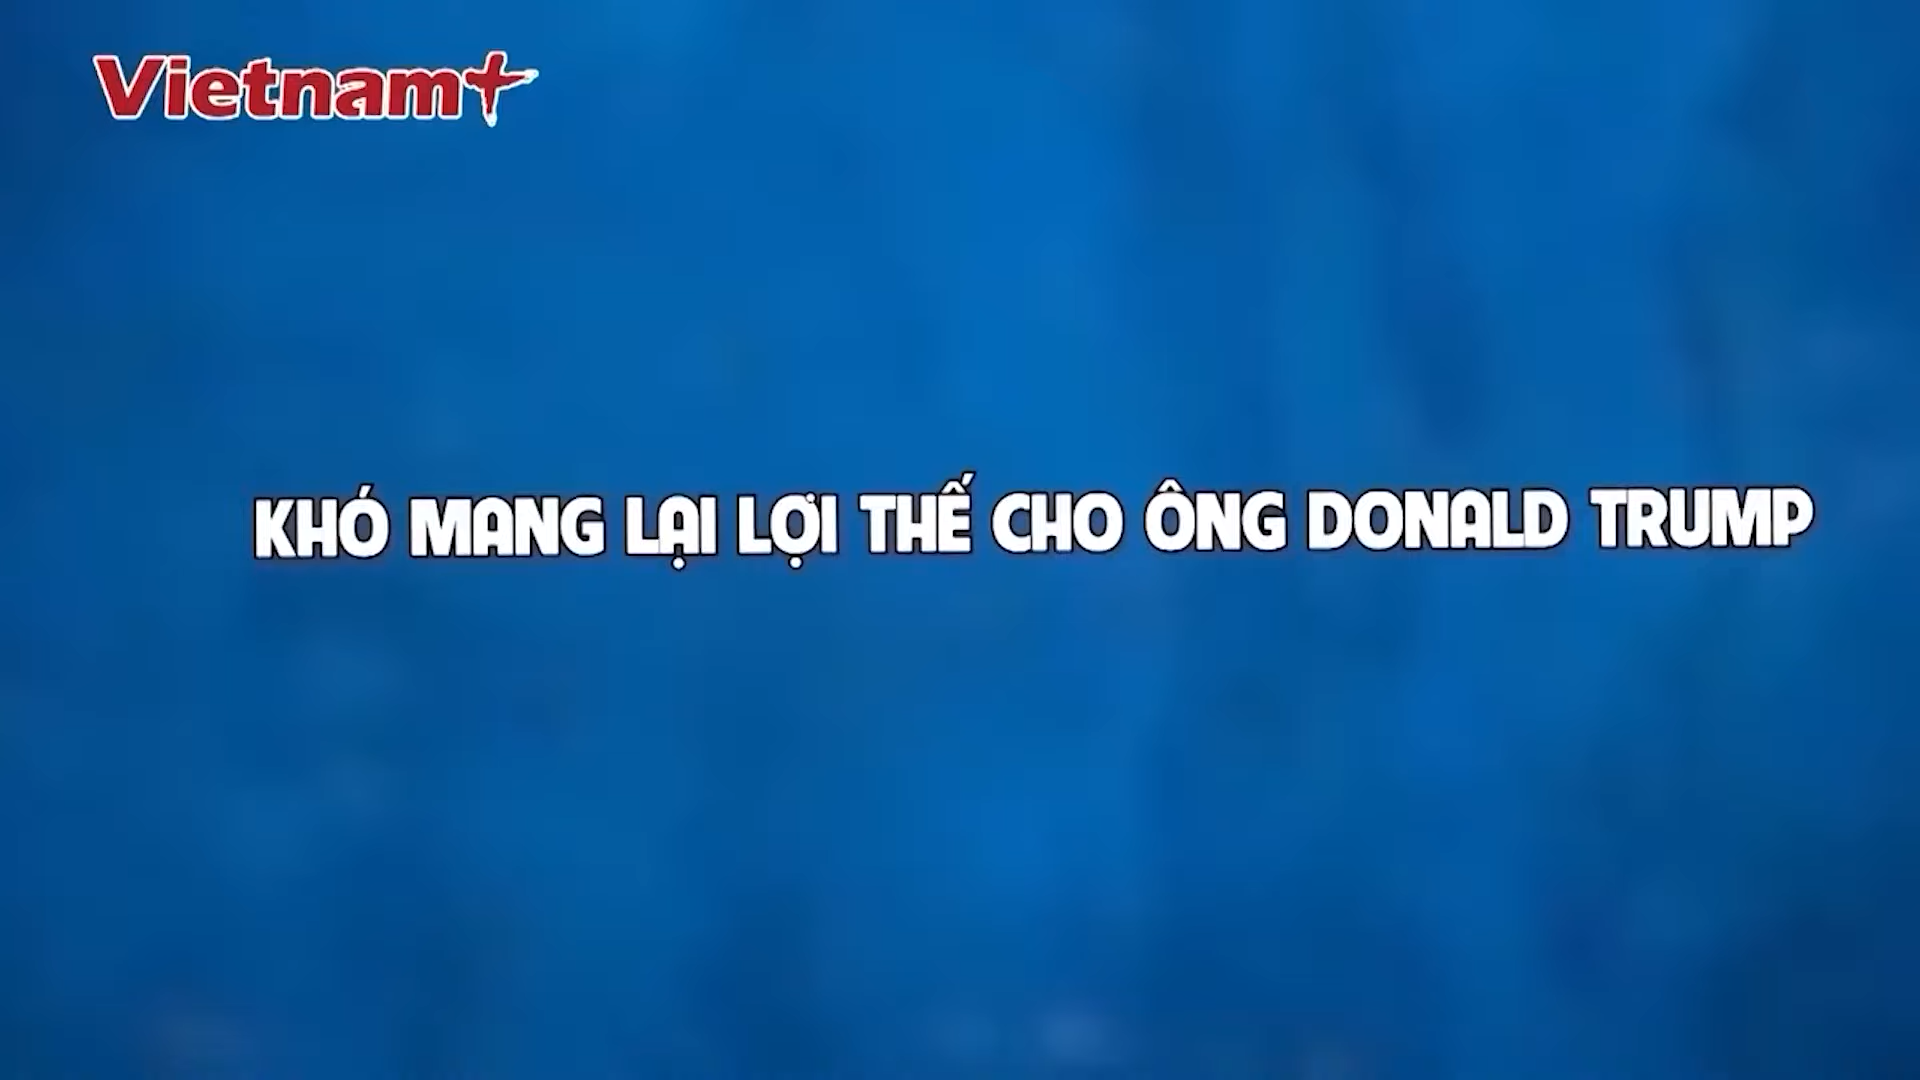 Vietnam+
KHÓ MANG LẠI LỢI THẾ CHO ÔNG DONALD TRUMP